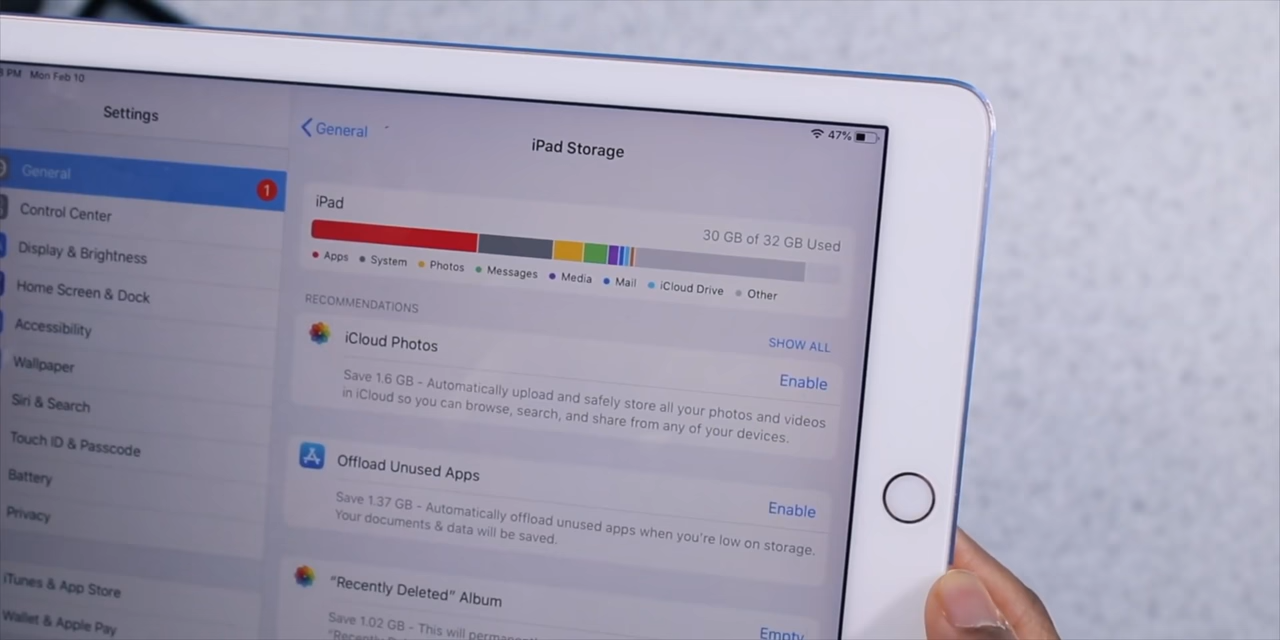 PM Mon Feb 10
47%
Settings
General
iPad Storage
General
1
Control Center
Display & Brightness
Home Screen & Dock
Accessibility
Wallpaper
Siri & Search
Touch ID & Passcode
Battery
Privacy
iTunes & App Store
Wallet & Apple Pay
iPad
30 GB of 32 GB Used
Apps System Photos Messages Media Mail iCloud Drive Other
RECOMMENDATIONS
SHOW ALL
iCloud Photos
Enable
Save 1.6 GB - Automatically upload and safely store all your photos and videos
in iCloud so you can browse, search, and share from any of your devices.
Offload Unused Apps
Enable
Save 1.37 GB - Automatically offload unused apps when you're low on storage.
Your documents & data will be saved.
"Recently Deleted" Album
Empty
Save 1.02 GB - This will
"Recently